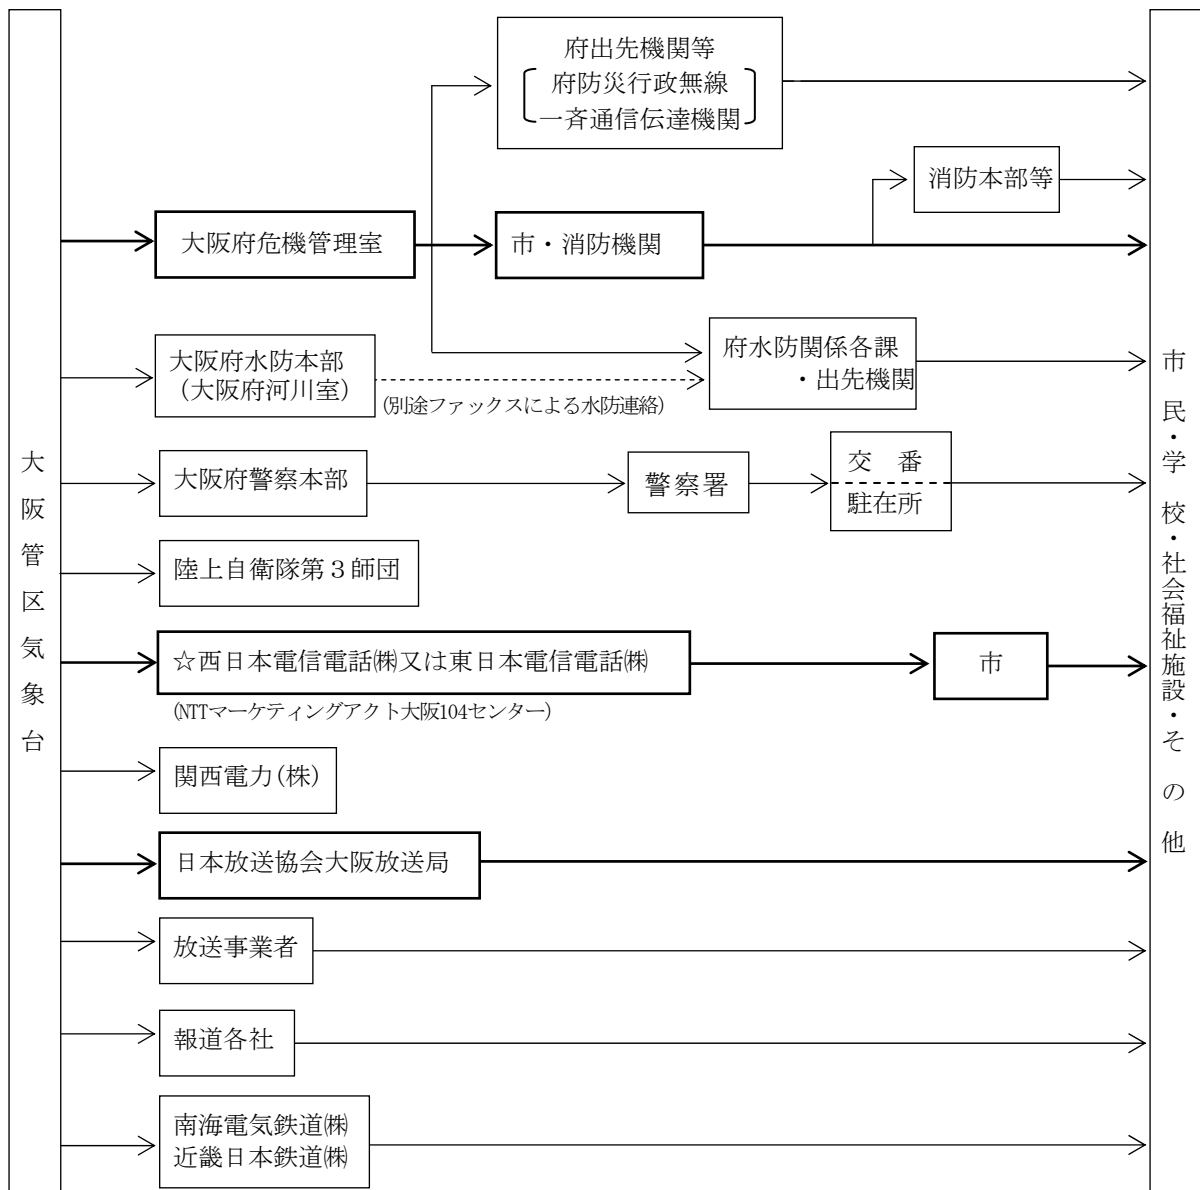 大阪管区気象台
府出先機関等
府防災行政無線
一斉通信伝達機関
消防本部等
大阪府危機管理室
市・消防機関
大阪府水防本部
（大阪府河川室）
(別途ファックスによる水防連絡)
府水防関係各課
・出先機関
大阪府警察本部
警察署
交　番
駐在所
陸上自衛隊第３師団
☆西日本電信電話㈱又は東日本電信電話㈱
(NTTマーケティングアクト大阪104センター)
市
関西電力(株)
日本放送協会大阪放送局
放送事業者
報道各社
南海電気鉄道㈱
近畿日本鉄道㈱
市民・学校・社会福祉施設・その他